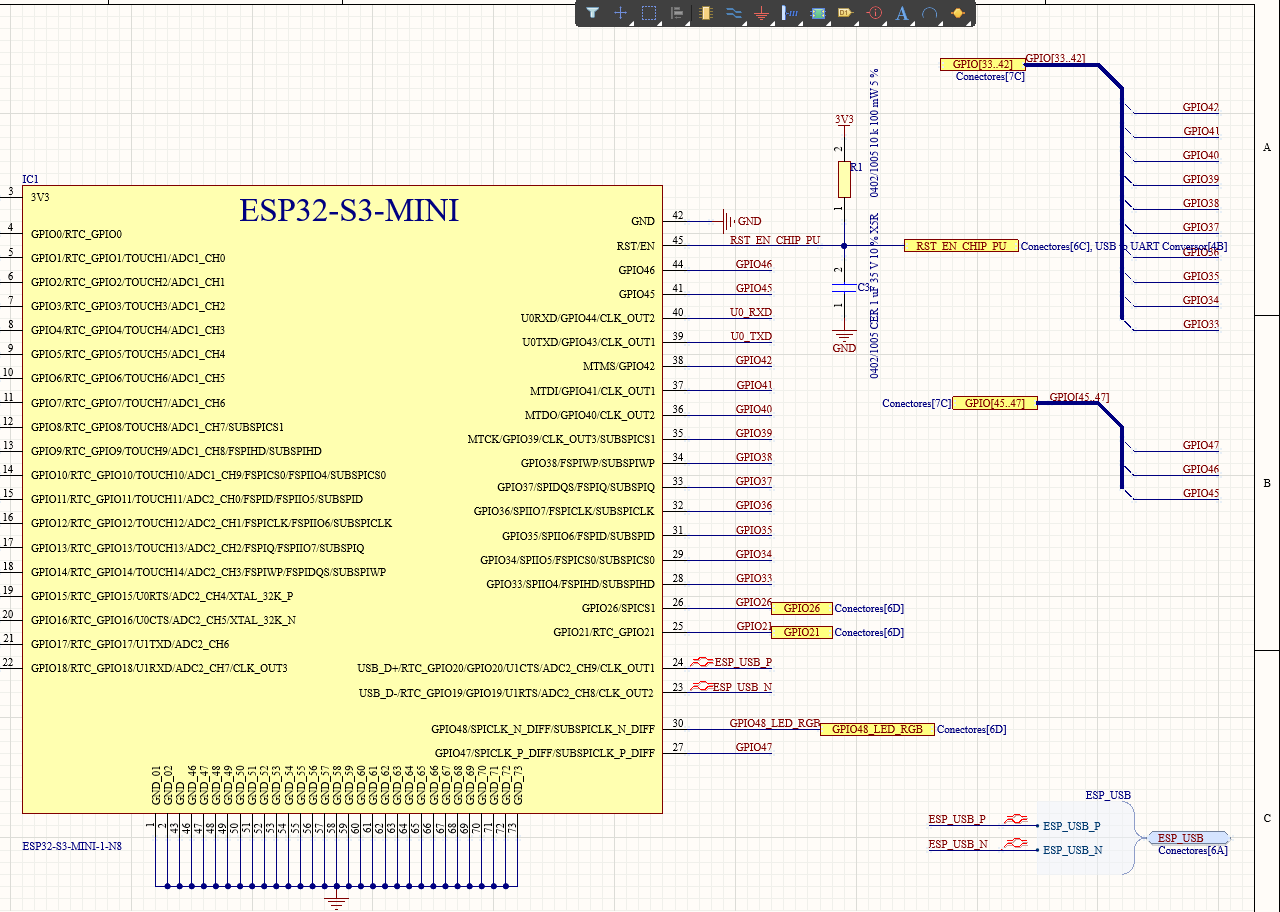 D1
A
GPIO[33..42]
GPIO[33..42]
Conectores[7C]
GPIO42
GPIO41
GPIO40
GPIO39
GPIO38
GPIO37
GPIO36
GPIO35
GPIO34
GPIO33
A
3V3
2
R1
1
0402/1005 10 k 100 mW 5 %
RST_EN_CHIP_PU
Conectores[6C], USB to UART Conversor[4B]
2
1
0402/1005 CER 1 uF 35 V 10 % X5R
GND
Conectores[7C]
GPIO[45..47]
GPIO[45..47]
GPIO47
GPIO46
GPIO45
B
IC1
ESP32-S3-MINI
3 3V3
4 GPIO0/RTC_GPIO0
5 GPIO1/RTC_GPIO1/TOUCH1/ADC1_CH0
6 GPIO2/RTC_GPIO2/TOUCH2/ADC1_CH1
7 GPIO3/RTC_GPIO3/TOUCH3/ADC1_CH2
8 GPIO4/RTC_GPIO4/TOUCH4/ADC1_CH3
9 GPIO5/RTC_GPIO5/TOUCH5/ADC1_CH4
10 GPIO6/RTC_GPIO6/TOUCH6/ADC1_CH5
11 GPIO7/RTC_GPIO7/TOUCH7/ADC1_CH6
12 GPIO8/RTC_GPIO8/TOUCH8/ADC1_CH7/SUBSPICS1
13 GPIO9/RTC_GPIO9/TOUCH9/ADC1_CH8/FSPIHD/SUBSPIHD
14 GPIO10/RTC_GPIO10/TOUCH10/ADC1_CH9/FSPICS0/FSPIIO4/SUBSPICS0
15 GPIO11/RTC_GPIO11/TOUCH11/ADC2_CH0/FSPID/FSPIIO5/SUBSPID
16 GPIO12/RTC_GPIO12/TOUCH12/ADC2_CH1/FSPICLK/FSPIIO6/SUBSPICLK
17 GPIO13/RTC_GPIO13/TOUCH13/ADC2_CH2/FSPIQ/FSPIIO7/SUBSPIQ
18 GPIO14/RTC_GPIO14/TOUCH14/ADC2_CH3/FSPIWP/FSPIDQS/SUBSPIWP
19 GPIO15/RTC_GPIO15/U0RTS/ADC2_CH4/XTAL_32K_P
20 GPIO16/RTC_GPIO16/U0CTS/ADC2_CH5/XTAL_32K_N
21 GPIO17/RTC_GPIO17/U1TXD/ADC2_CH6
22 GPIO18/RTC_GPIO18/U1RXD/ADC2_CH7/CLK_OUT3
GND 42 GND
RST/EN 45 RST_EN_CHIP_PU
GPIO46 44 GPIO46
GPIO45 41 GPIO45
U0RXD/GPIO44/CLK_OUT2 40 U0_RXD
U0TXD/GPIO43/CLK_OUT1 39 U0_TXD
MTMS/GPIO42 38 GPIO42
MTDI/GPIO41/CLK_OUT1 37 GPIO41
MTDO/GPIO40/CLK_OUT2 36 GPIO40
MTCK/GPIO39/CLK_OUT3/SUBSPICS1 35 GPIO39
GPIO38/FSPIWP/SUBSPIWP 34 GPIO38
GPIO37/SPIDQS/FSPIQ/SUBSPIQ 33 GPIO37
GPIO36/SPIIO7/FSPICLK/SUBSPICLK 32 GPIO36
GPIO35/SPIIO6/FSPID/SUBSPID 31 GPIO35
GPIO34/SPIIO5/FSPICS0/SUBSPICS0 29 GPIO34
GPIO33/SPIIO4/FSPIHD/SUBSPIHD 28 GPIO33
GPIO26/SPICS1 26 GPIO26 GPIO26 Conectores[6D]
GPIO21/RTC_GPIO21 25 GPIO21 GPIO21 Conectores[6D]
USB_D+/RTC_GPIO20/GPIO20/U1CTS/ADC2_CH9/CLK_OUT1 24 ESP_USB_P
USB_D-/RTC_GPIO19/GPIO19/U1RTS/ADC2_CH8/CLK_OUT2 23 ESP_USB_N
GPIO48/SPICLK_N_DIFF/SUBSPICLK_N_DIFF 30 GPIO48_LED_RGB GPIO48_LED_RGB Conectores[6D]
GPIO47/SPICLK_P_DIFF/SUBSPICLK_P_DIFF 27 GPIO47
GND_01 1
GND_02 2
GND 43
GND_46 46
GND_47 47
GND_48 48
GND_49 49
GND_50 50
GND_51 51
GND_52 52
GND_53 53
GND_54 54
GND_55 55
GND_56 56
GND_57 57
GND_58 58
GND_59 59
GND_60 60
GND_61 61
GND_62 62
GND_63 63
GND_64 64
GND_65 65
GND_66 66
GND_67 67
GND_68 68
GND_69 69
GND_70 70
GND_71 71
GND_72 72
GND_73 73
ESP32-S3-MINI-1-N8
ESP_USB
ESP_USB_P ESP_USB_P
ESP_USB_N ESP_USB_N
ESP_USB
Conectores[6A]
C